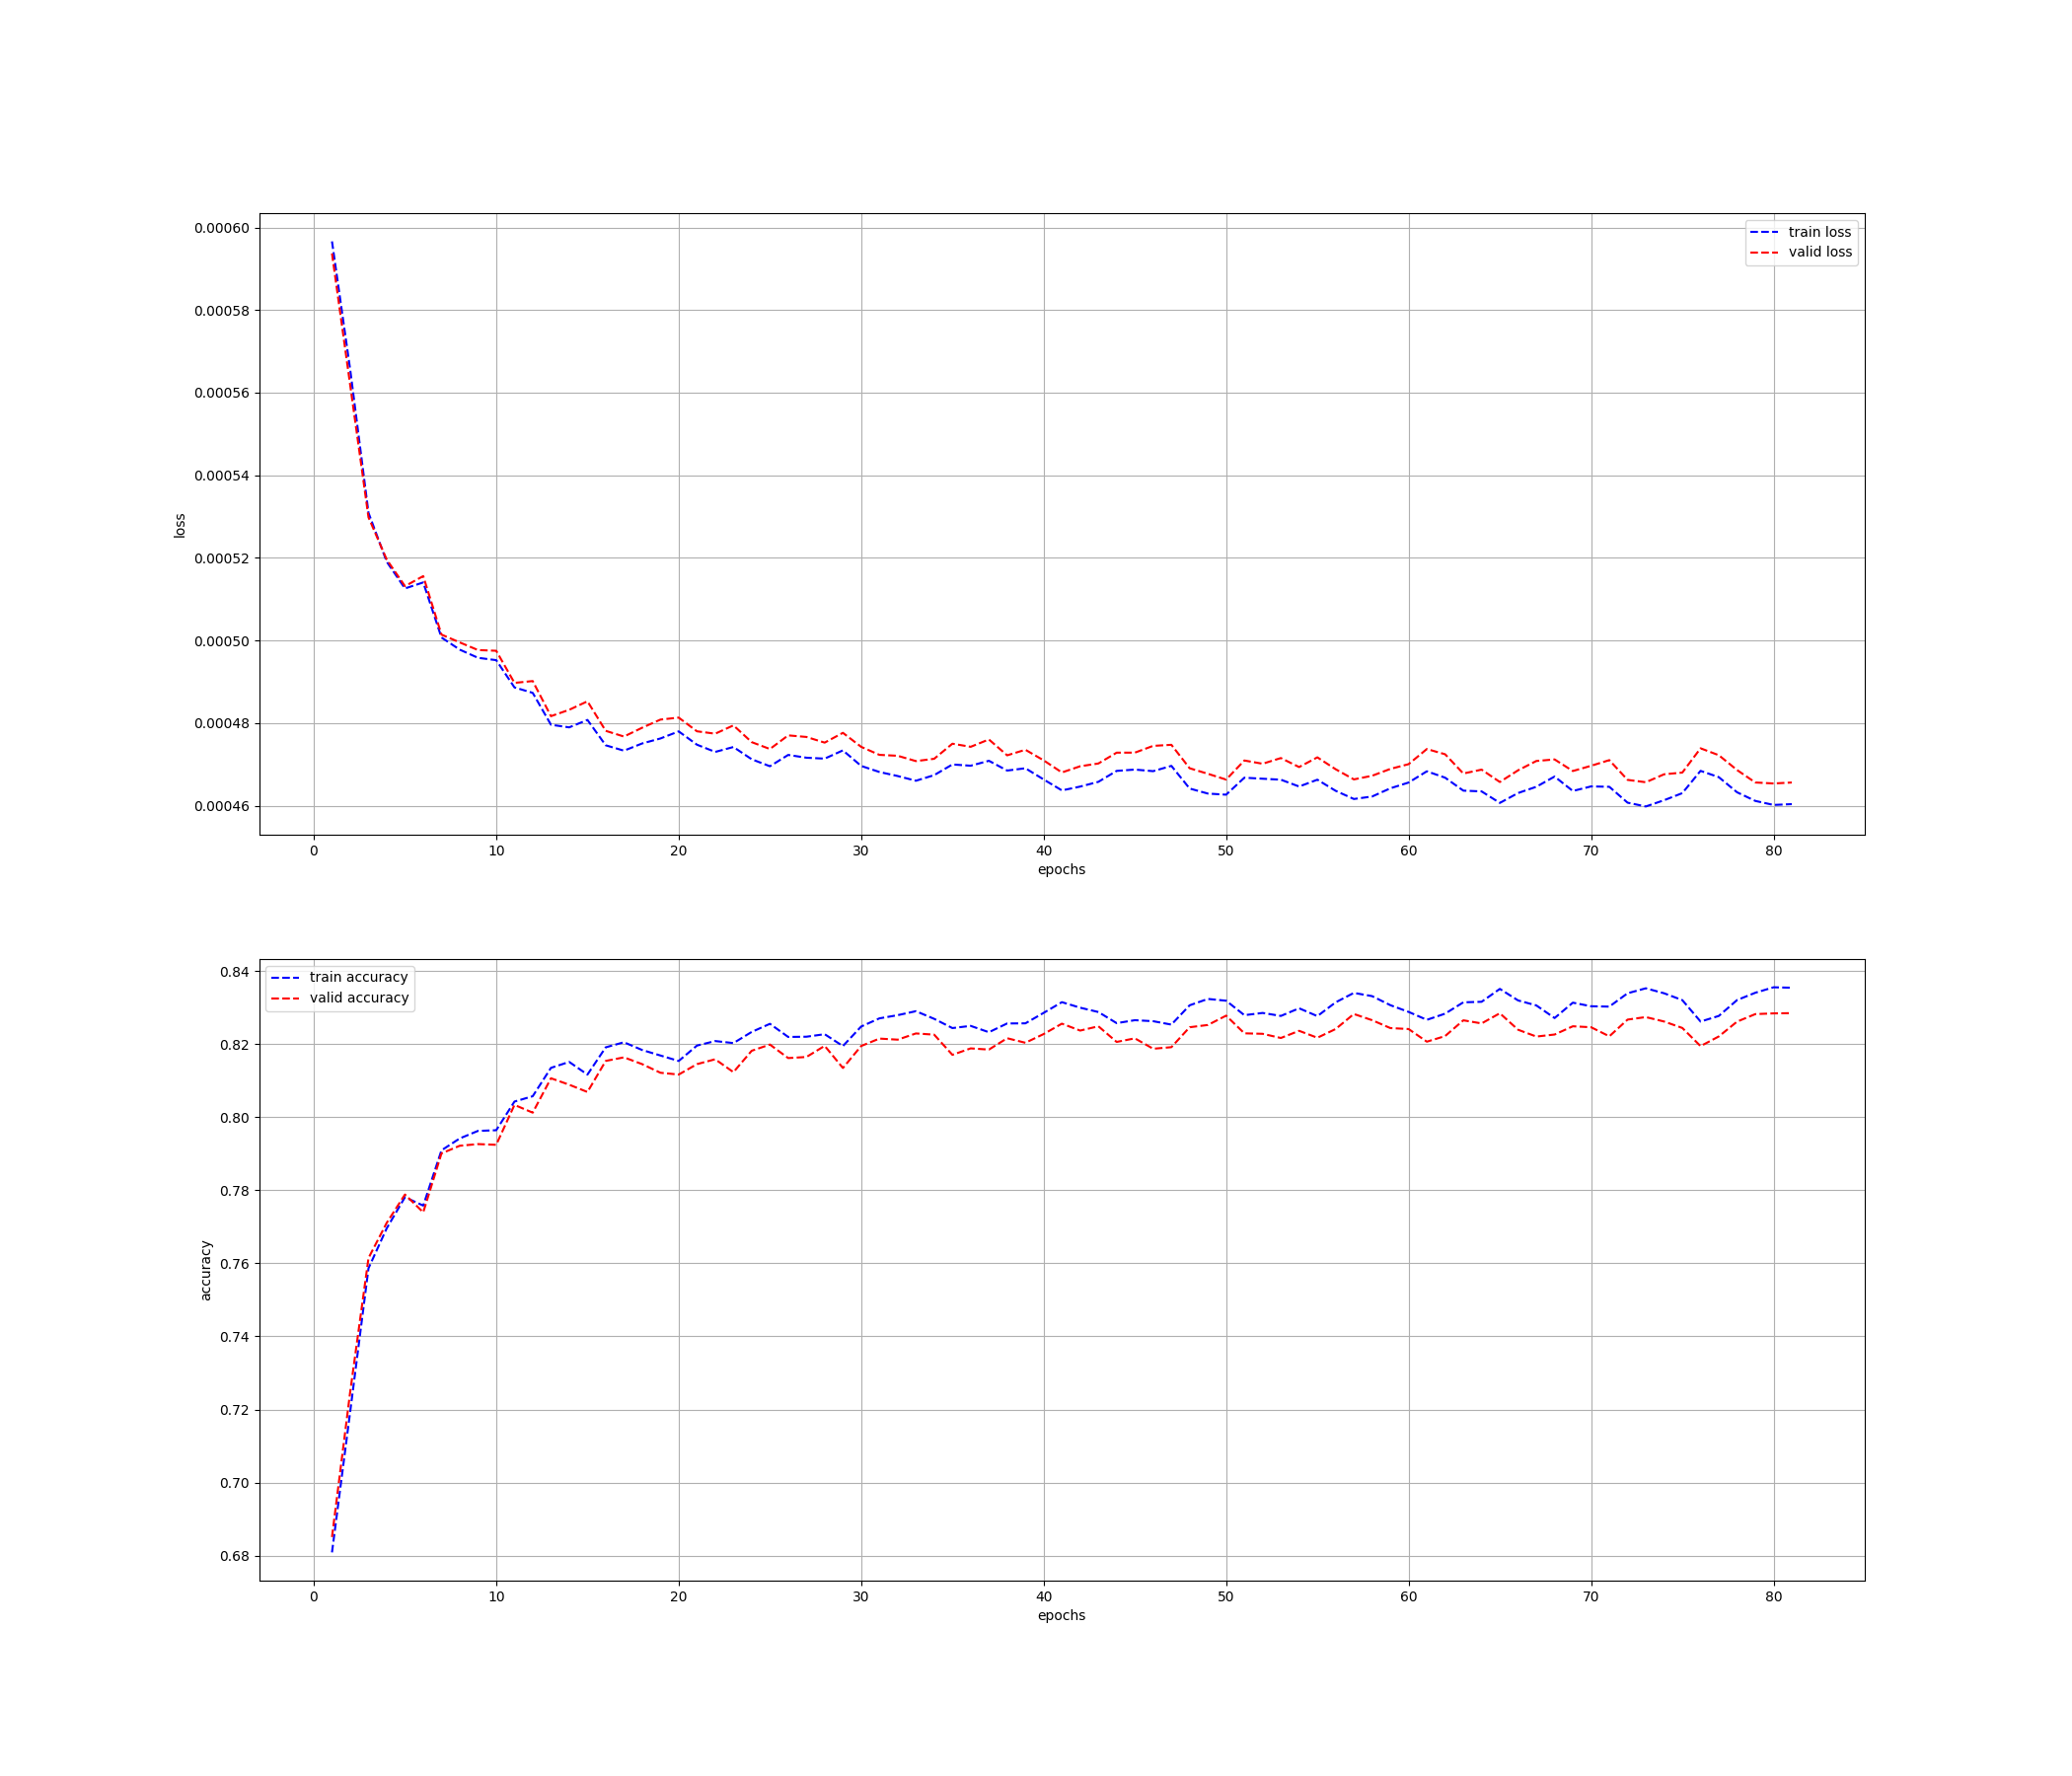 0.00060
0.00058
0.00056
0.00054
0.00052
0.00050
0.00048
0.00046
loss
train loss
valid loss
0 10 20 30 40 50 60 70 80
epochs
0.84
0.82
0.80
0.78
0.76
0.74
0.72
0.70
0.68
accuracy
train accuracy
valid accuracy
0 10 20 30 40 50 60 70 80
epochs